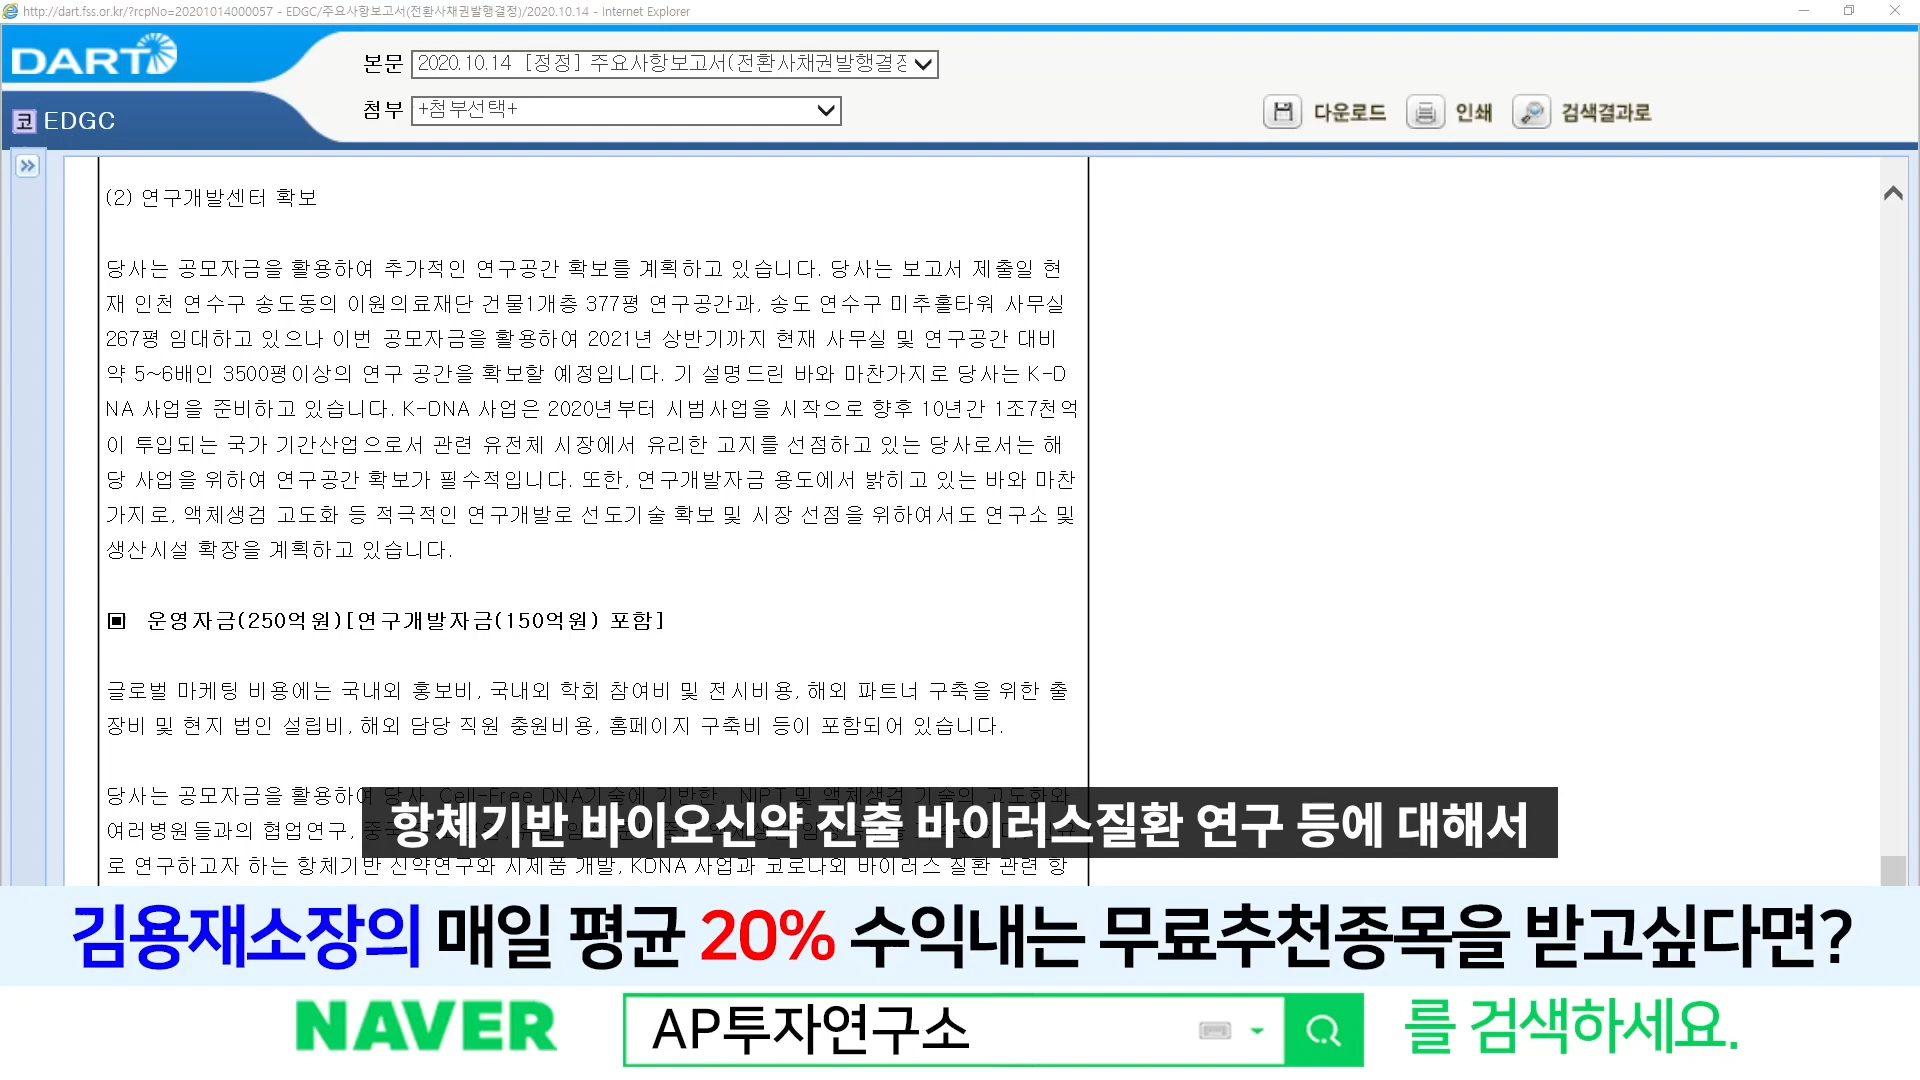 http://dart.fss.or.kr/?rcpNo=20201014000057 - EDGC/주요사항보고서(전환사채권발행결정)/2020.10.14 - Internet Explorer
DART
본문 2020.10.14 [정정] 주요사항보고서(전환사채권발행결정
코 EDGC
첨부 +첨부선택+
다운로드 인쇄 검색결과로
(2) 연구개발센터 확보
당사는 공모자금을 활용하여 추가적인 연구공간 확보를 계획하고 있습니다. 당사는 보고서 제출일 현
재 인천 연수구 송도동의 이원의료재단 건물1개층 377평 연구공간과, 송도 연수구 미추홀타워 사무실
267평 임대하고 있으나 이번 공모자금을 활용하여 2021년 상반기까지 현재 사무실 및 연구공간 대비
약 5~6배인 3500평이상의 연구 공간을 확보할 예정입니다. 기 설명드린 바와 마찬가지로 당사는 K-D
NA 사업을 준비하고 있습니다. K-DNA 사업은 2020년부터 시범사업을 시작으로 향후 10년간 1조7천억
이 투입되는 국가 기간산업으로서 관련 유전체 시장에서 유리한 고지를 선점하고 있는 당사로서는 해
당 사업을 위하여 연구공간 확보가 필수적입니다. 또한, 연구개발자금 용도에서 밝히고 있는 바와 마찬
가지로, 액체생검 고도화 등 적극적인 연구개발로 선도기술 확보 및 시장 선점을 위하여서도 연구소 및
생산시설 확장을 계획하고 있습니다.
▣ 운영자금(250억원)[연구개발자금(150억원) 포함]
글로벌 마케팅 비용에는 국내외 홍보비, 국내외 학회 참여비 및 전시비용, 해외 파트너 구축을 위한 출
장비 및 현지 법인 설립비, 해외 담당 직원 충원비용, 홈페이지 구축비 등이 포함되어 있습니다.
당사는 공모자금을 활용하여 당사 Cell-Free DNA기술에 기반한, NIPT 및 액체생검 기술의 고도화와
여러병원들과의 협업연구,
로 연구하고자 하는 항체기반 신약연구와 시제품 개발, KDNA 사업과 코로나외 바이러스 질환 관련 항
항체기반 바이오신약 진출 바이러스질환 연구 등에 대해서
김용재소장의 매일 평균 20% 수익내는 무료추천종목을 받고싶다면?
NAVER AP투자연구소 를 검색하세요.